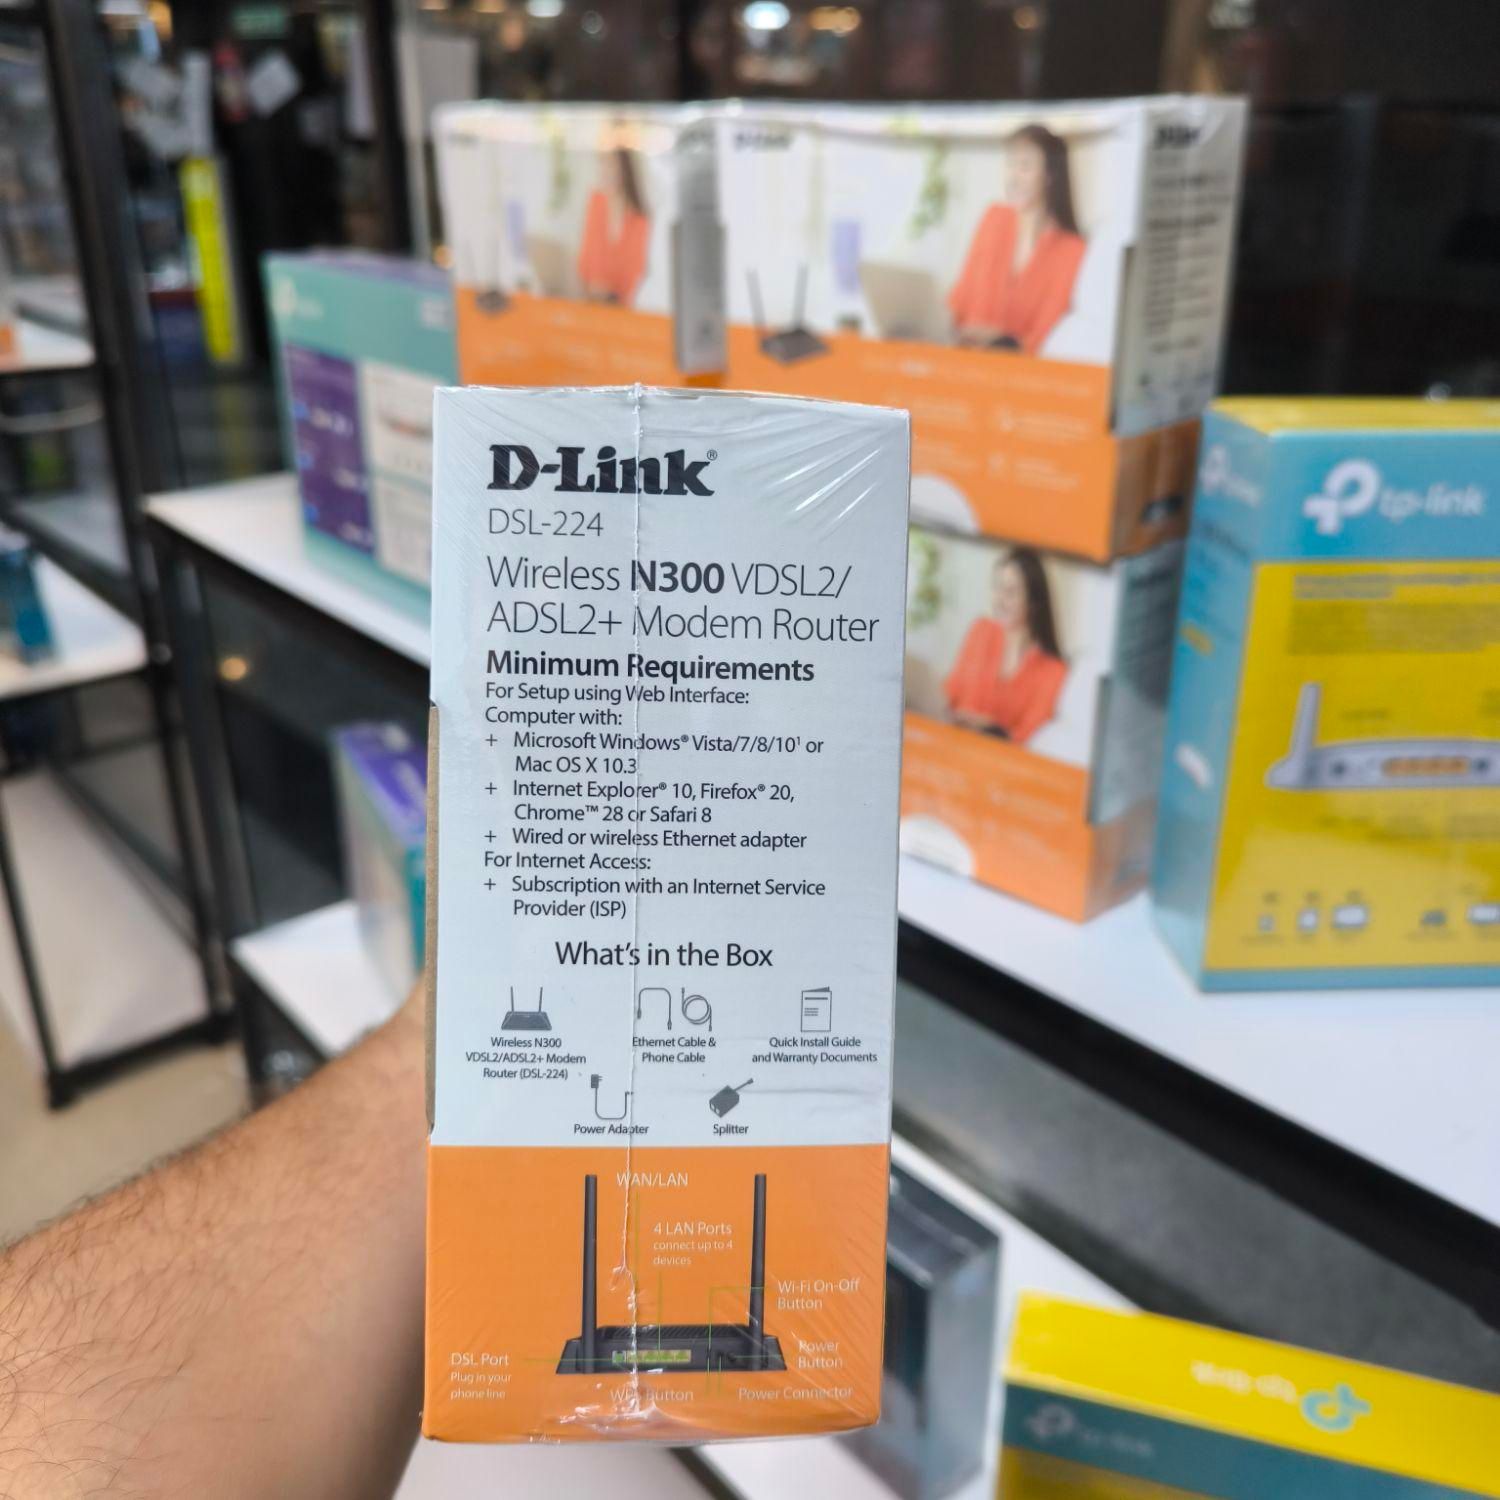 D-Link®
DSL-224
Wireless N300 VDSL2/
ADSL2+ Modem Router
Minimum Requirements
For Setup using Web Interface:
Computer with:
+ Microsoft Windows® Vista/7/8/10¹ or
Mac OS X 10.3
+ Internet Explorer® 10, Firefox® 20,
Chrome™ 28 or Safari 8
+ Wired or wireless Ethernet adapter
For Internet Access:
+ Subscription with an Internet Service
Provider (ISP)
What's in the Box
Wireless N300
VDSL2/ADSL2+ Modem
Router (DSL-224)
Ethernet Cable &
Phone Cable
Quick Install Guide
and Warranty Documents
Power Adapter
Splitter
WAN/LAN
4 LAN Ports
connect up to 4
devices
Wi-Fi On-Off
Button
Power
Button
DSL Port
Plug in your
phone line
WPS Button
Power Connector
D-Link
tp-link
tp-link